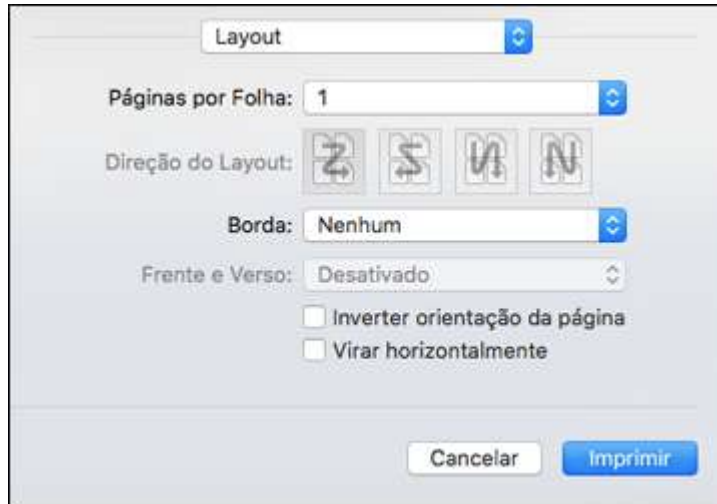 Layout
Páginas por Folha: 1
Direção do Layout:
Borda: Nenhum
Frente e Verso: Desativado
Inverter orientação da página
Virar horizontalmente
Cancelar Imprimir